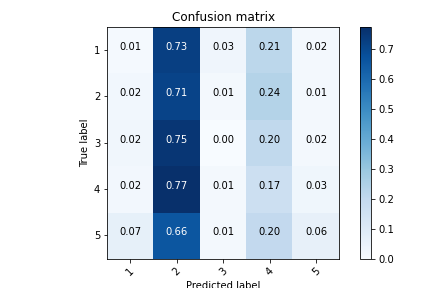 Confusion matrix
1 0.01 0.73 0.03 0.21 0.02
2 0.02 0.71 0.01 0.24 0.01
3 0.02 0.75 0.00 0.20 0.02
4 0.02 0.77 0.01 0.17 0.03
5 0.07 0.66 0.01 0.20 0.06
1 2 3 4 5
True label
Predicted label
0.7
0.6
0.5
0.4
0.3
0.2
0.1
0.0